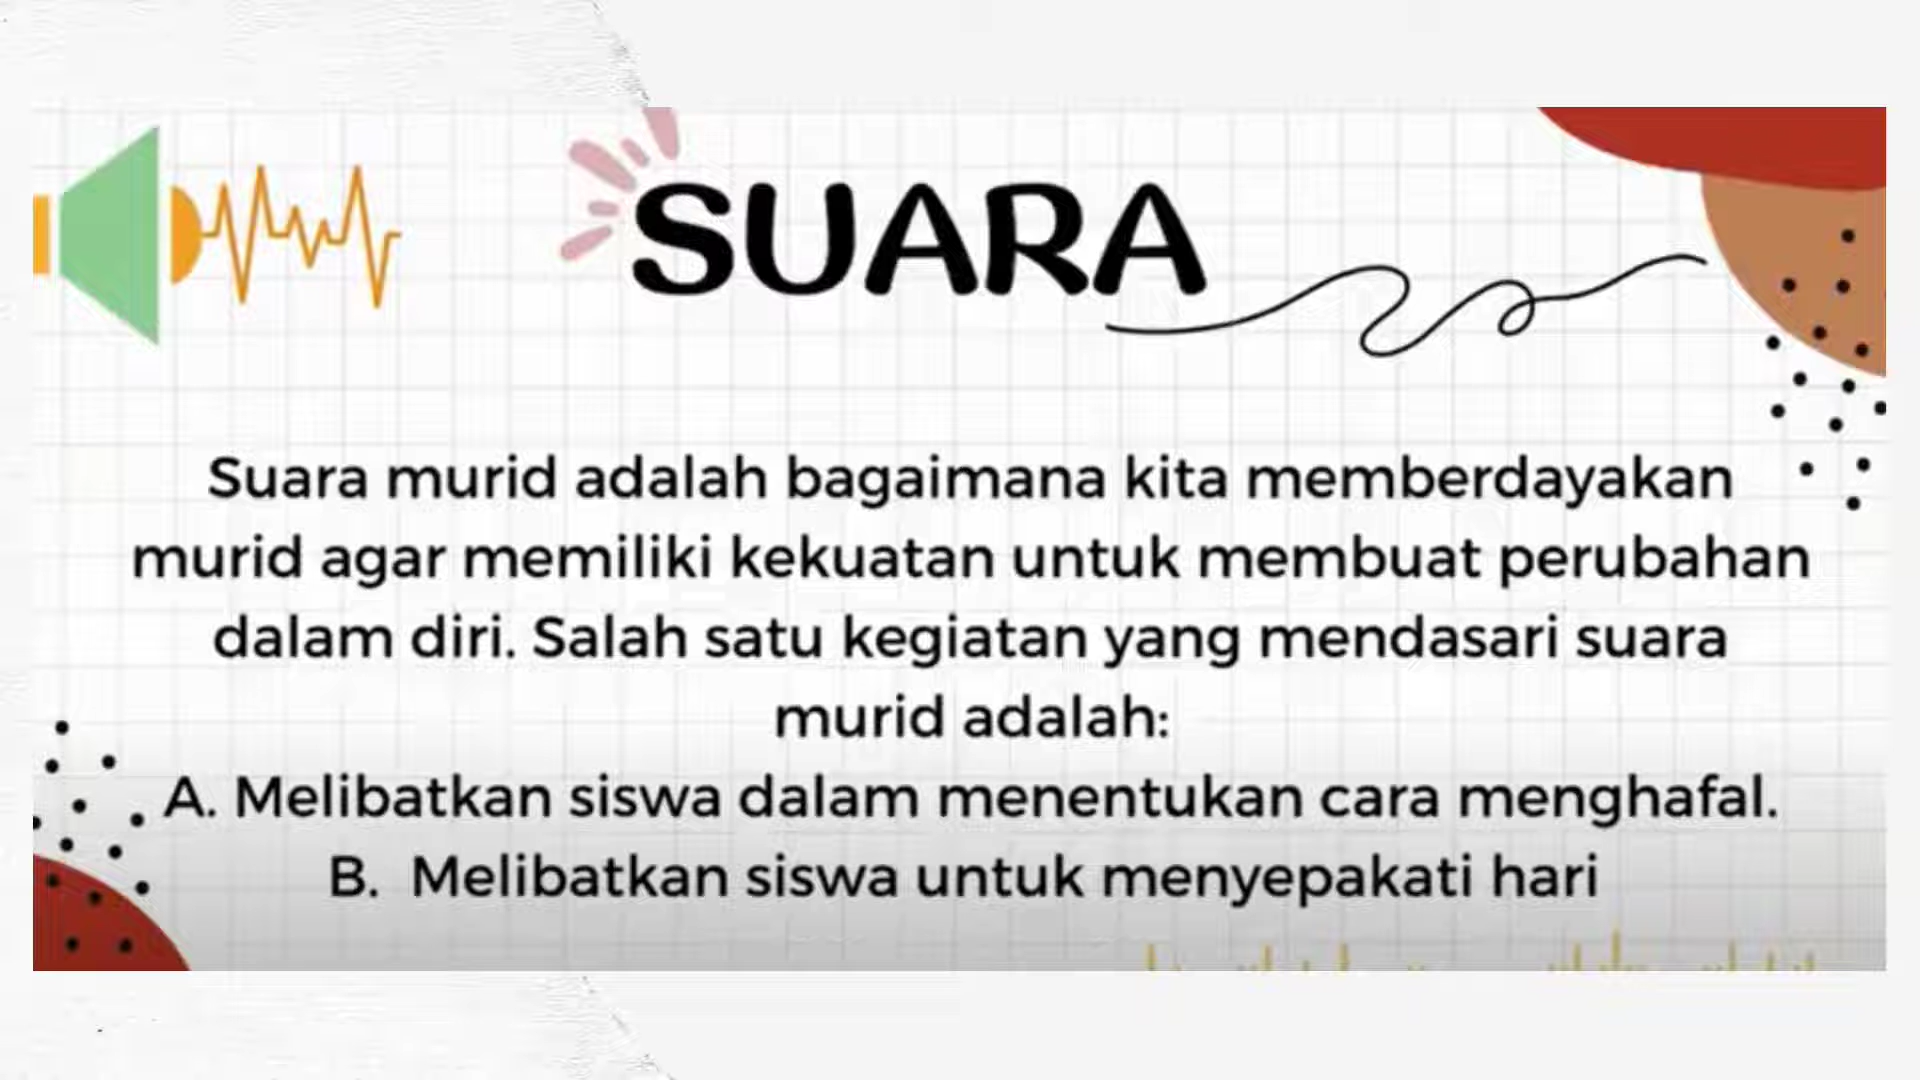 SUARA
Suara murid adalah bagaimana kita memberdayakan
murid agar memiliki kekuatan untuk membuat perubahan
dalam diri. Salah satu kegiatan yang mendasari suara
murid adalah:
A. Melibatkan siswa dalam menentukan cara menghafal.
B. Melibatkan siswa untuk menyepakati hari